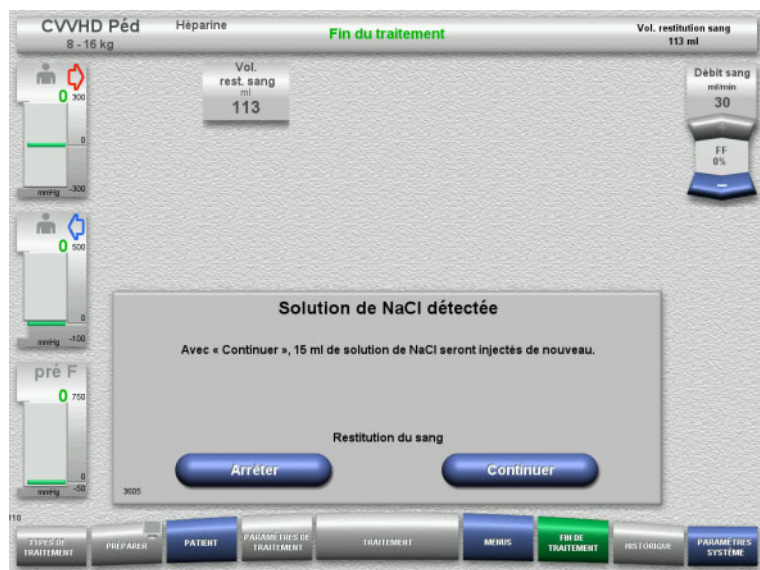 CVVHD Péd
8 - 16 kg
Héparine
Fin du traitement
Vol. restitution sang
113 ml
0
300
0
-300
mmHg
Vol.
rest. sang
ml
113
Débit sang
ml/min
30
+
FF
0%
-
0
500
0
-100
mmHg
pré F
0
750
0
-50
mmHg
Solution de NaCl détectée
Avec « Continuer », 15 ml de solution de NaCl seront injectés de nouveau.
Restitution du sang
Arrêter
Continuer
3605
TYPES DE
TRAITEMENT
PRÉPARER
PATIENT
PARAMÈTRES DE
TRAITEMENT
TRAITEMENT
MENUS
FIN DE
TRAITEMENT
HISTORIQUE
PARAMÈTRES
SYSTÈME